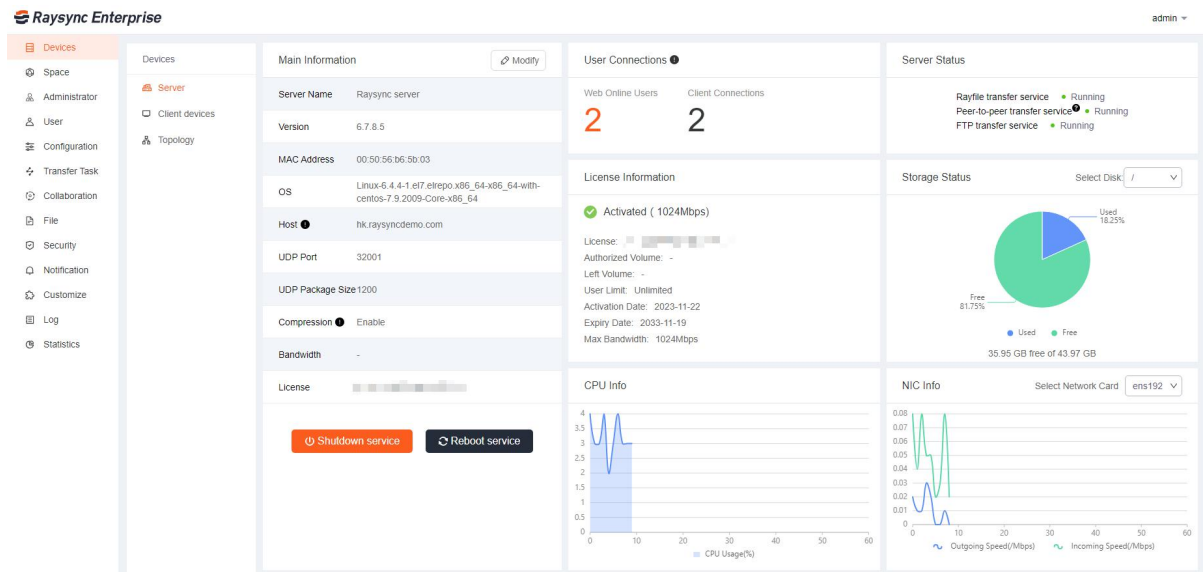 Raysync Enterprise
admin
Devices
Space
Administrator
User
Configuration
Transfer Task
Collaboration
File
Security
Notification
Customize
Log
Statistics
Devices
Server
Client devices
Topology
Main Information
Modify
Server Name Raysync server
Version 6.7.8.5
MAC Address 00:50:56:b6:5b:03
OS Linux-6.4.4-1.el7.elrepo.x86_64-x86_64-with-
centos-7.9.2009-Core-x86_64
Host hk.raysyncdemo.com
UDP Port 32001
UDP Package Size 1200
Compression Enable
Bandwidth -
License
Shutdown service
Reboot service
User Connections
Web Online Users Client Connections
2 2
Server Status
Rayfile transfer service Running
Peer-to-peer transfer service Running
FTP transfer service Running
License Information
Activated ( 1024Mbps)
License:
Authorized Volume: -
Left Volume: -
User Limit: Unlimited
Activation Date: 2023-11-22
Expiry Date: 2033-11-19
Max Bandwidth: 1024Mbps
Storage Status
Select Disk: /
Used
18.25%
Free
81.75%
Used Free
35.95 GB free of 43.97 GB
CPU Info
4
3.5
3
2.5
2
1.5
1
0.5
0
0 10 20 30 40 50 60
CPU Usage(%)
NIC Info
Select Network Card ens192
0.08
0.07
0.06
0.05
0.04
0.03
0.02
0.01
0
0 10 20 30 40 50 60
Outgoing Speed(/Mbps) Incoming Speed(/Mbps)